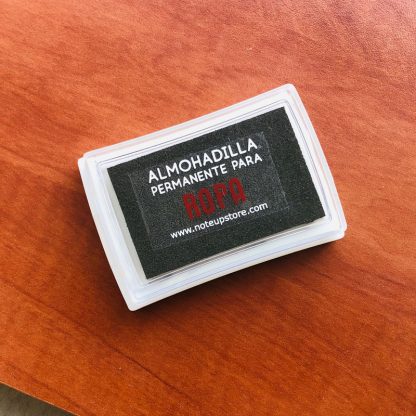 ALMOHADILLA
PERMANENTE PARA
ROPA
www.noteupstore.com